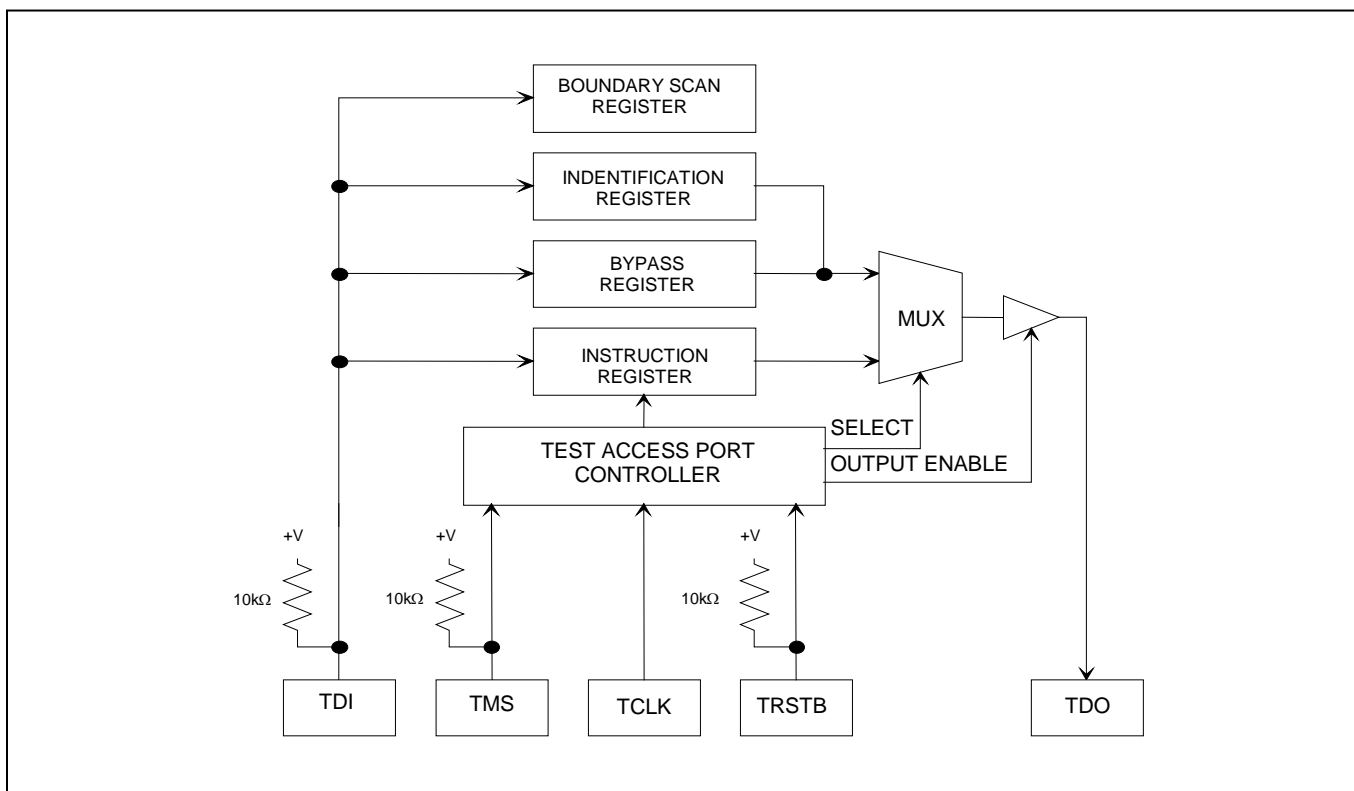 BOUNDARY SCAN
REGISTER
INDENTIFICATION
REGISTER
BYPASS
REGISTER
MUX
INSTRUCTION
REGISTER
SELECT
TEST ACCESS PORT
CONTROLLER
OUTPUT ENABLE
+V
+V
+V
10kΩ
10kΩ
10kΩ
TDI
TMS
TCLK
TRSTB
TDO